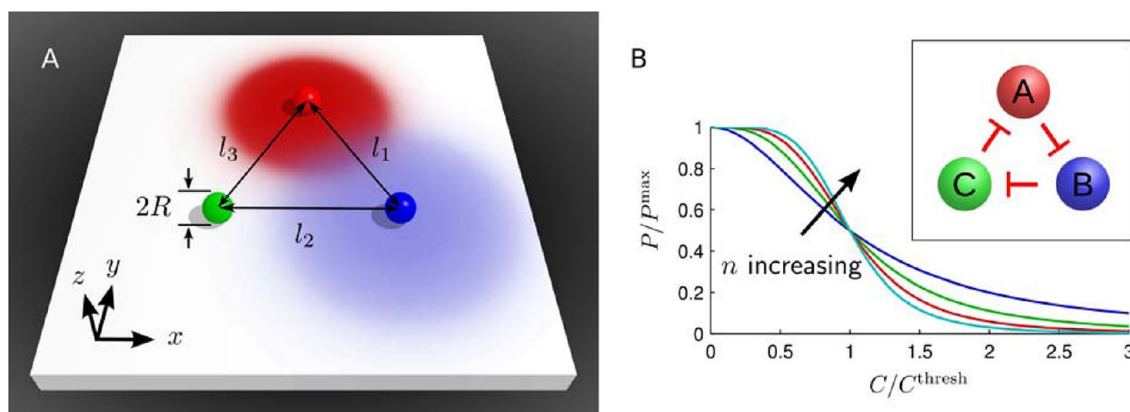 A
l₃
l₁
2R
l₂
z
y
x
B
A
C
B
P/Pᵐᵃˣ
1
0.8
0.6
0.4
0.2
0
n increasing
0
0.5
1
1.5
2
2.5
3
C/Cᵗʰʳᵉˢʰ